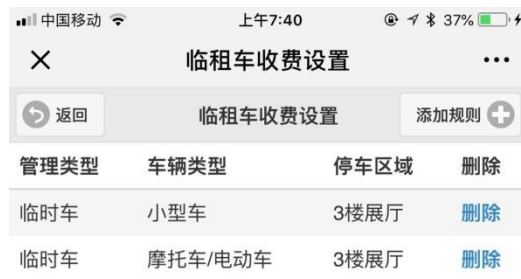 中国移动 上午7:40 37%
临租车收费设置
返回 临租车收费设置 添加规则
管理类型 车辆类型 停车区域 删除
临时车 小型车 3楼展厅 删除
临时车 摩托车/电动车 3楼展厅 删除